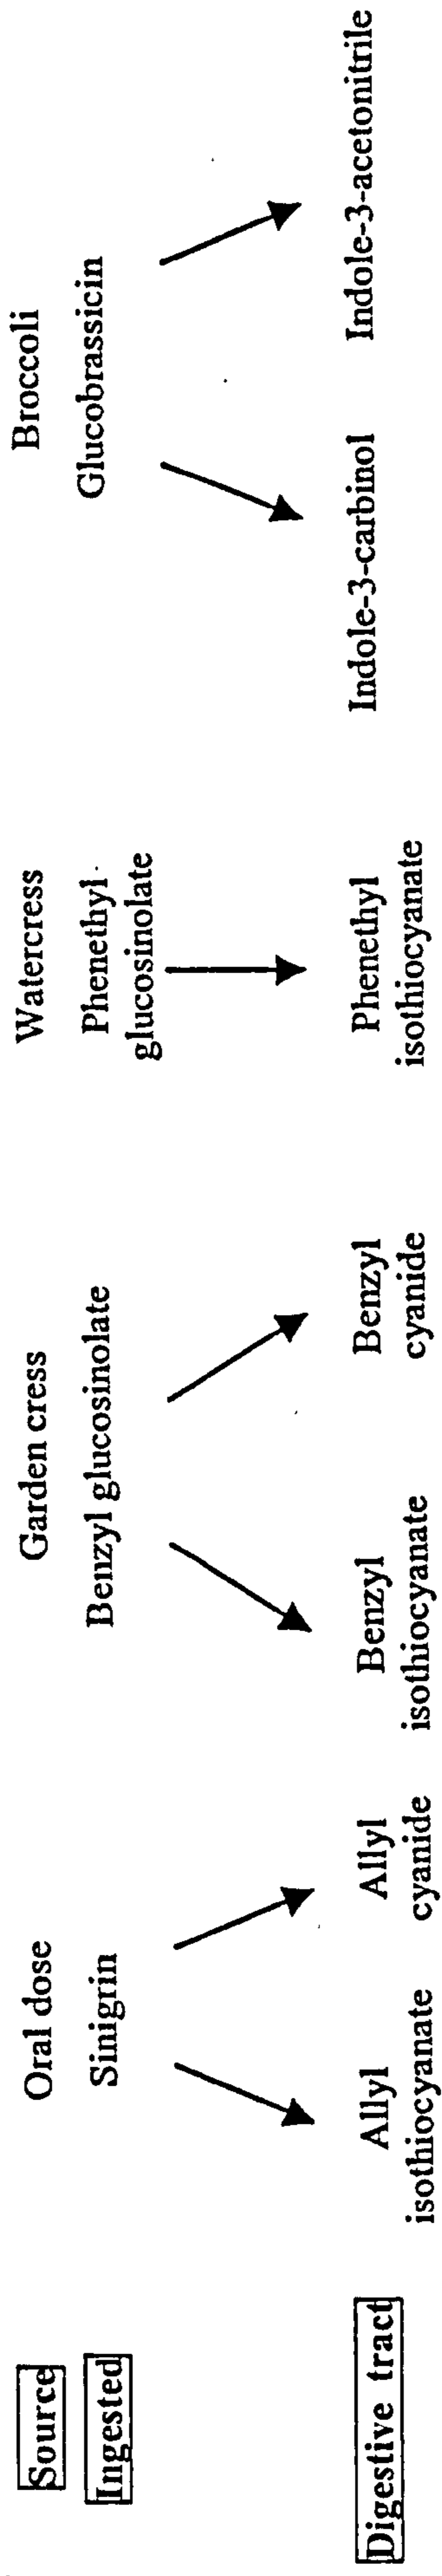 Source
Oral dose
Garden cress
Watercress
Broccoli
Ingested
Sinigrin
Benzyl glucosinolate
Phenethyl
glucosinolate
Glucobrassicin
Digestive tract
Allyl
isothiocyanate
Allyl
cyanide
Benzyl
isothiocyanate
Benzyl
cyanide
Phenethyl
isothiocyanate
Indole-3-carbinol
Indole-3-acetonitrile